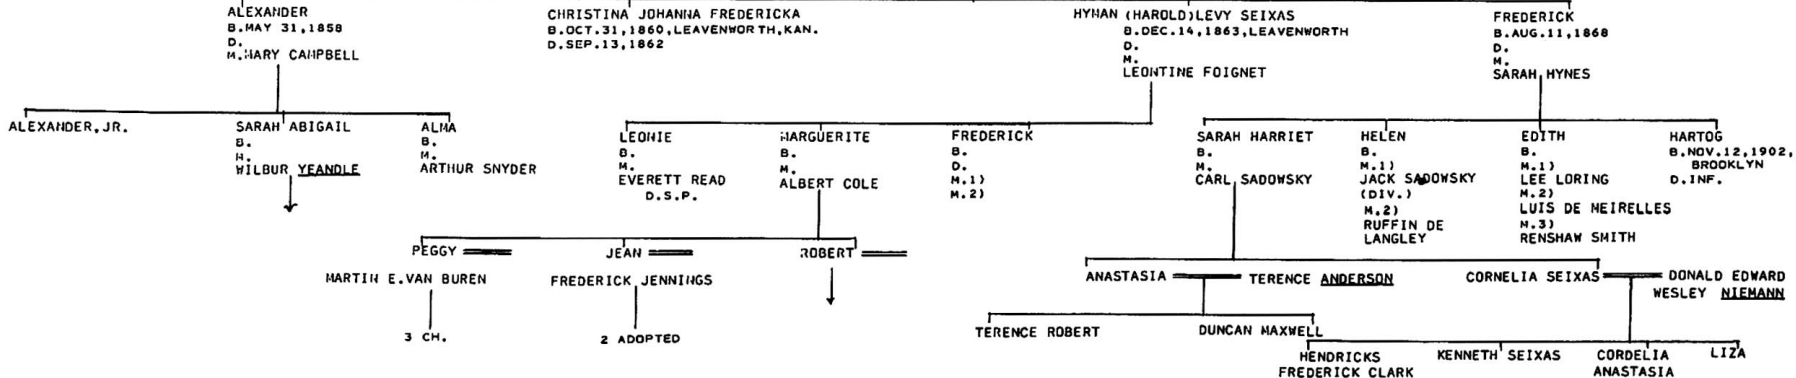 ALEXANDER
B.MAY 31,1858
D.
M.MARY CAMPBELL
CHRISTINA JOHANNA FREDERICKA
B.OCT.31,1860,LEAVENWORTH,KAN.
D.SEP.13,1862
HYMAN (HAROLD)LEVY SEIXAS
B.DEC.14,1863,LEAVENWORTH
D.
M.
LEONTINE FOIGNET
FREDERICK
B.AUG.11,1868
D.
M.
SARAH HYNES
ALEXANDER,JR.
SARAH ABIGAIL
B.
M.
WILBUR YEANDLE
ALMA
B.
M.
ARTHUR SNYDER
LEONIE
B.
M.
EVERETT READ
D.S.P.
MARGUERITE
B.
M.
ALBERT COLE
FREDERICK
B.
D.
M.1)
M.2)
SARAH HARRIET
B.
M.
CARL SADOWSKY
HELEN
B.
M.1)
JACK SADOWSKY
(DIV.)
M.2)
RUFFIN DE
LANGLEY
EDITH
B.
M.1)
LEE LORING
M.2)
LUIS DE MEIRELLES
M.3)
RENSHAW SMITH
HARTOG
B.NOV.12,1902,
BROOKLYN
D.INF.
PEGGY
MARTIN E.VAN BUREN
3 CH.
JEAN
FREDERICK JENNINGS
2 ADOPTED
ROBERT
ANASTASIA
TERENCE ANDERSON
CORNELIA SEIXAS
DONALD EDWARD
WESLEY NIEMANN
TERENCE ROBERT
DUNCAN MAXWELL
HENDRICKS
FREDERICK CLARK
KENNETH SEIXAS
CORDELIA
ANASTASIA
LIZA